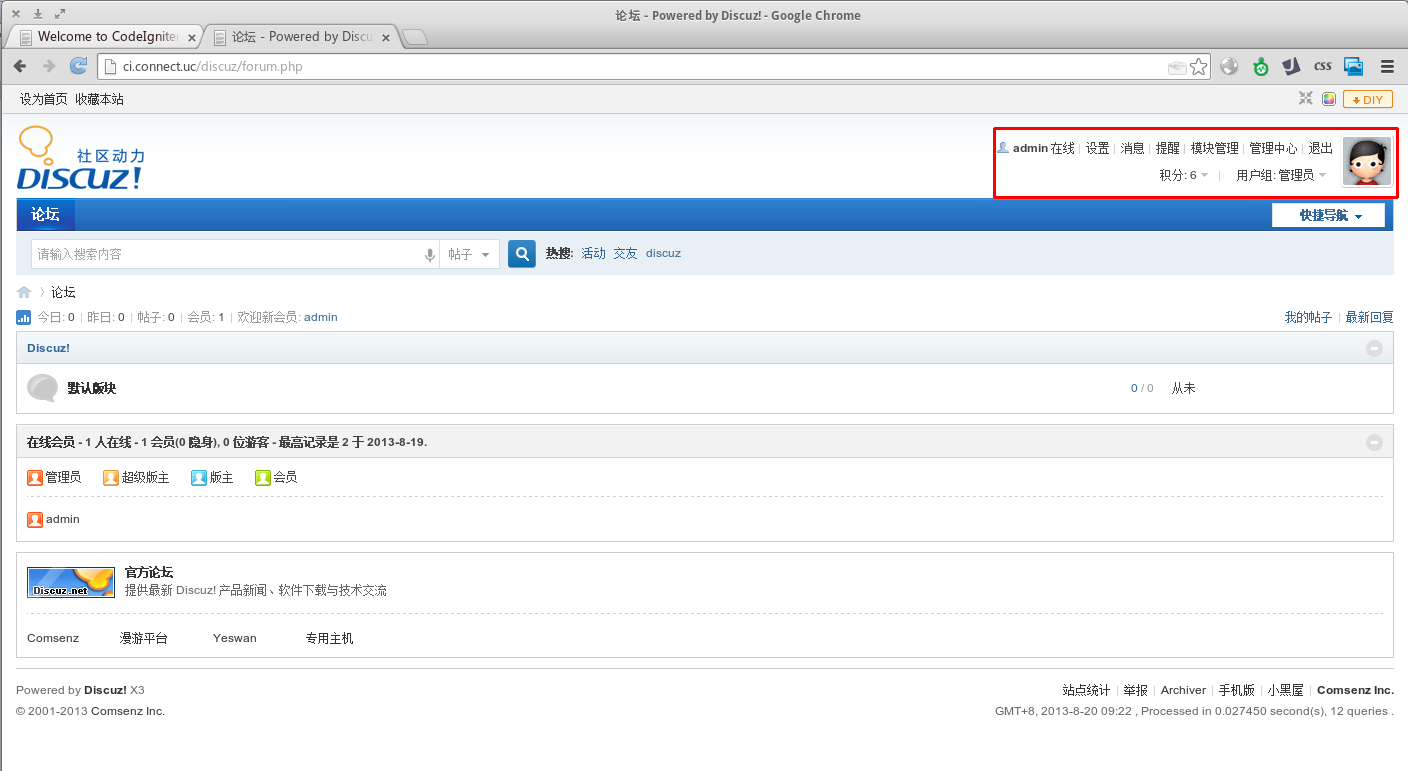 论坛 - Powered by Discuz! - Google Chrome
Welcome to CodeIgniter
论坛 - Powered by Discu
ci.connect.uc/discuz/forum.php
css
设为首页 收藏本站
DIY
社区动力
DISCUZ!
admin 在线 | 设置 | 消息 | 提醒 | 模块管理 | 管理中心 | 退出
积分: 6 | 用户组: 管理员
论坛
快捷导航
请输入搜索内容 帖子 热搜: 活动 交友 discuz
论坛
今日: 0 | 昨日: 0 | 帖子: 0 | 会员: 1 | 欢迎新会员: admin
我的帖子 | 最新回复
Discuz!
默认版块 0 / 0 从未
在线会员 - 1 人在线 - 1 会员(0 隐身), 0 位游客 - 最高记录是 2 于 2013-8-19.
管理员 超级版主 版主 会员
admin
Discuz.net
官方论坛
提供最新 Discuz! 产品新闻、软件下载与技术交流
Comsenz 漫游平台 Yeswan 专用主机
Powered by Discuz! X3
站点统计 | 举报 | Archiver | 手机版 | 小黑屋 | Comsenz Inc.
© 2001-2013 Comsenz Inc.
GMT+8, 2013-8-20 09:22 , Processed in 0.027450 second(s), 12 queries .